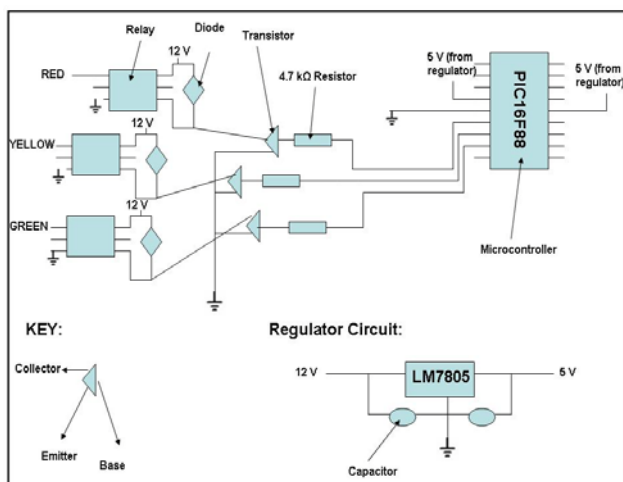 Relay
Diode
Transistor
12 V
4.7 kΩ Resistor
5 V (from
regulator)
5 V (from
regulator)
RED
PIC16F88
12 V
YELLOW
12 V
GREEN
Microcontroller
KEY:
Regulator Circuit:
Collector
12 V
LM7805
5 V
Emitter
Base
Capacitor